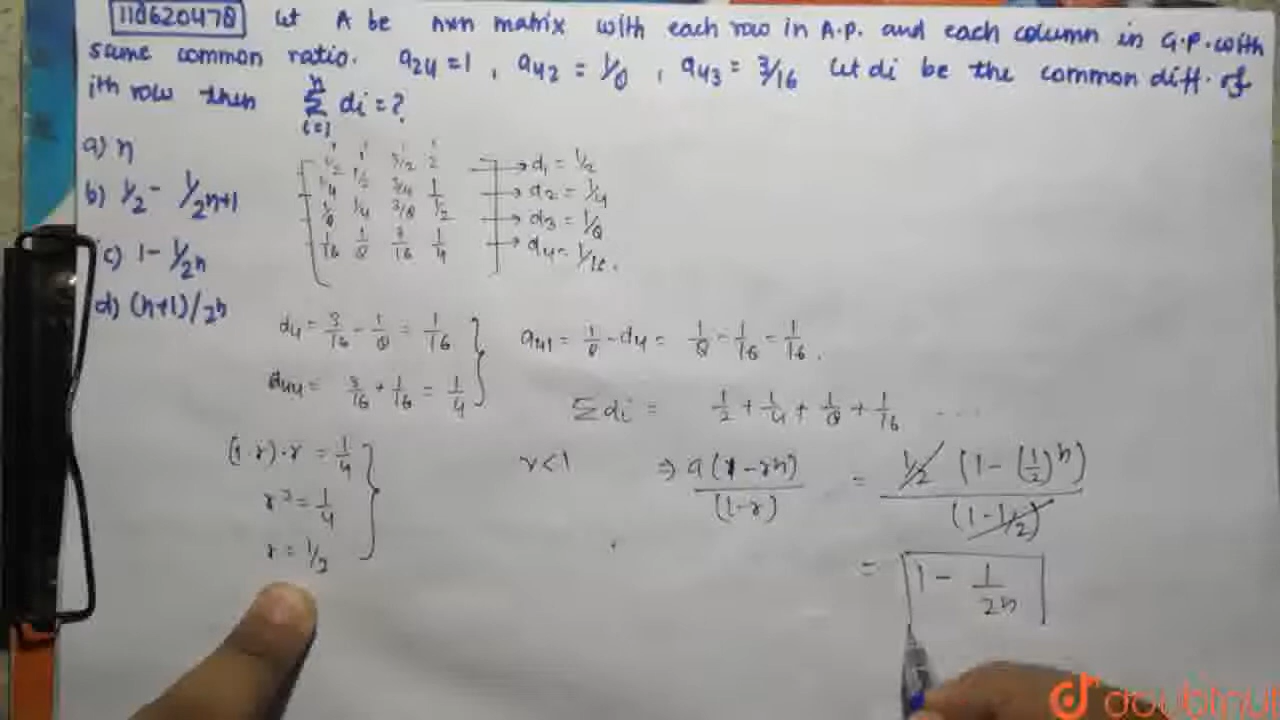 110620478 Let A be nxn matrix with each row in A.P. and each column in G.P. with
same common ratio. a24 = 1, a42 = 1/8, a43 = 3/16 Let di be the common diff. of
ith row then n Σ i=1 di = ?
a) n
b) 1/2 - 1/2n+1
c) 1 - 1/2n
d) (n+1)/2n
1/2 1 3/2 2 → d1 = 1/2
1/4 1/2 3/4 1 → d2 = 1/4
1/8 1/4 3/8 1/2 → d3 = 1/8
1/16 1/8 3/16 1/4 → d4 = 1/16.
d4 = 3/16 - 1/8 = 1/16
a41 = 1/8 - d4 = 1/8 - 1/16 = 1/16.
a44 = 3/16 + 1/16 = 1/4
Σdi = 1/2 + 1/4 + 1/8 + 1/16 ....
(1·r)·r = 1/4
r² = 1/4
r = 1/2
r<1 ⇒ a(1-rn)/(1-r) = 1/2 (1-(1/2)n)/(1-1/2)
= 1 - 1/2n
doubtnut